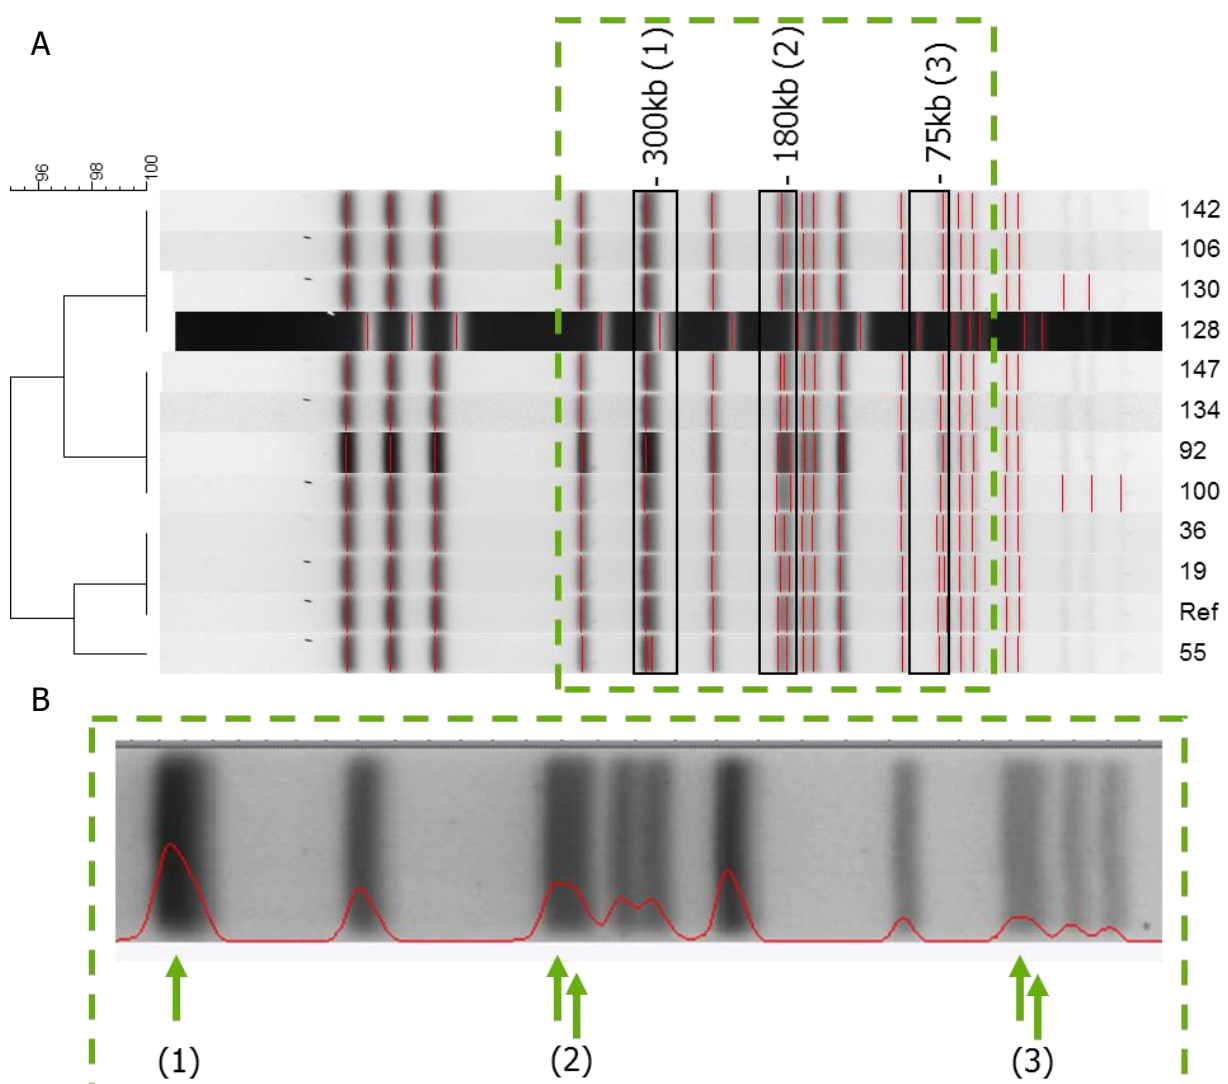 A
- 300kb (1)
- 180kb (2)
- 75kb (3)
96
98
100
142
106
130
128
147
134
92
100
36
19
Ref
55
B
(1)
(2)
(3)